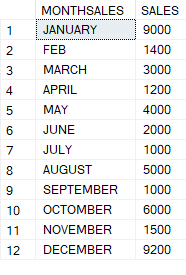 MONTHSALES SALES
1 JANUARY 9000
2 FEB 1400
3 MARCH 3000
4 APRIL 1200
5 MAY 4000
6 JUNE 2000
7 JULY 1000
8 AUGUST 5000
9 SEPTEMBER 1000
10 OCTOMBER 6000
11 NOVEMBER 1500
12 DECEMBER 9200